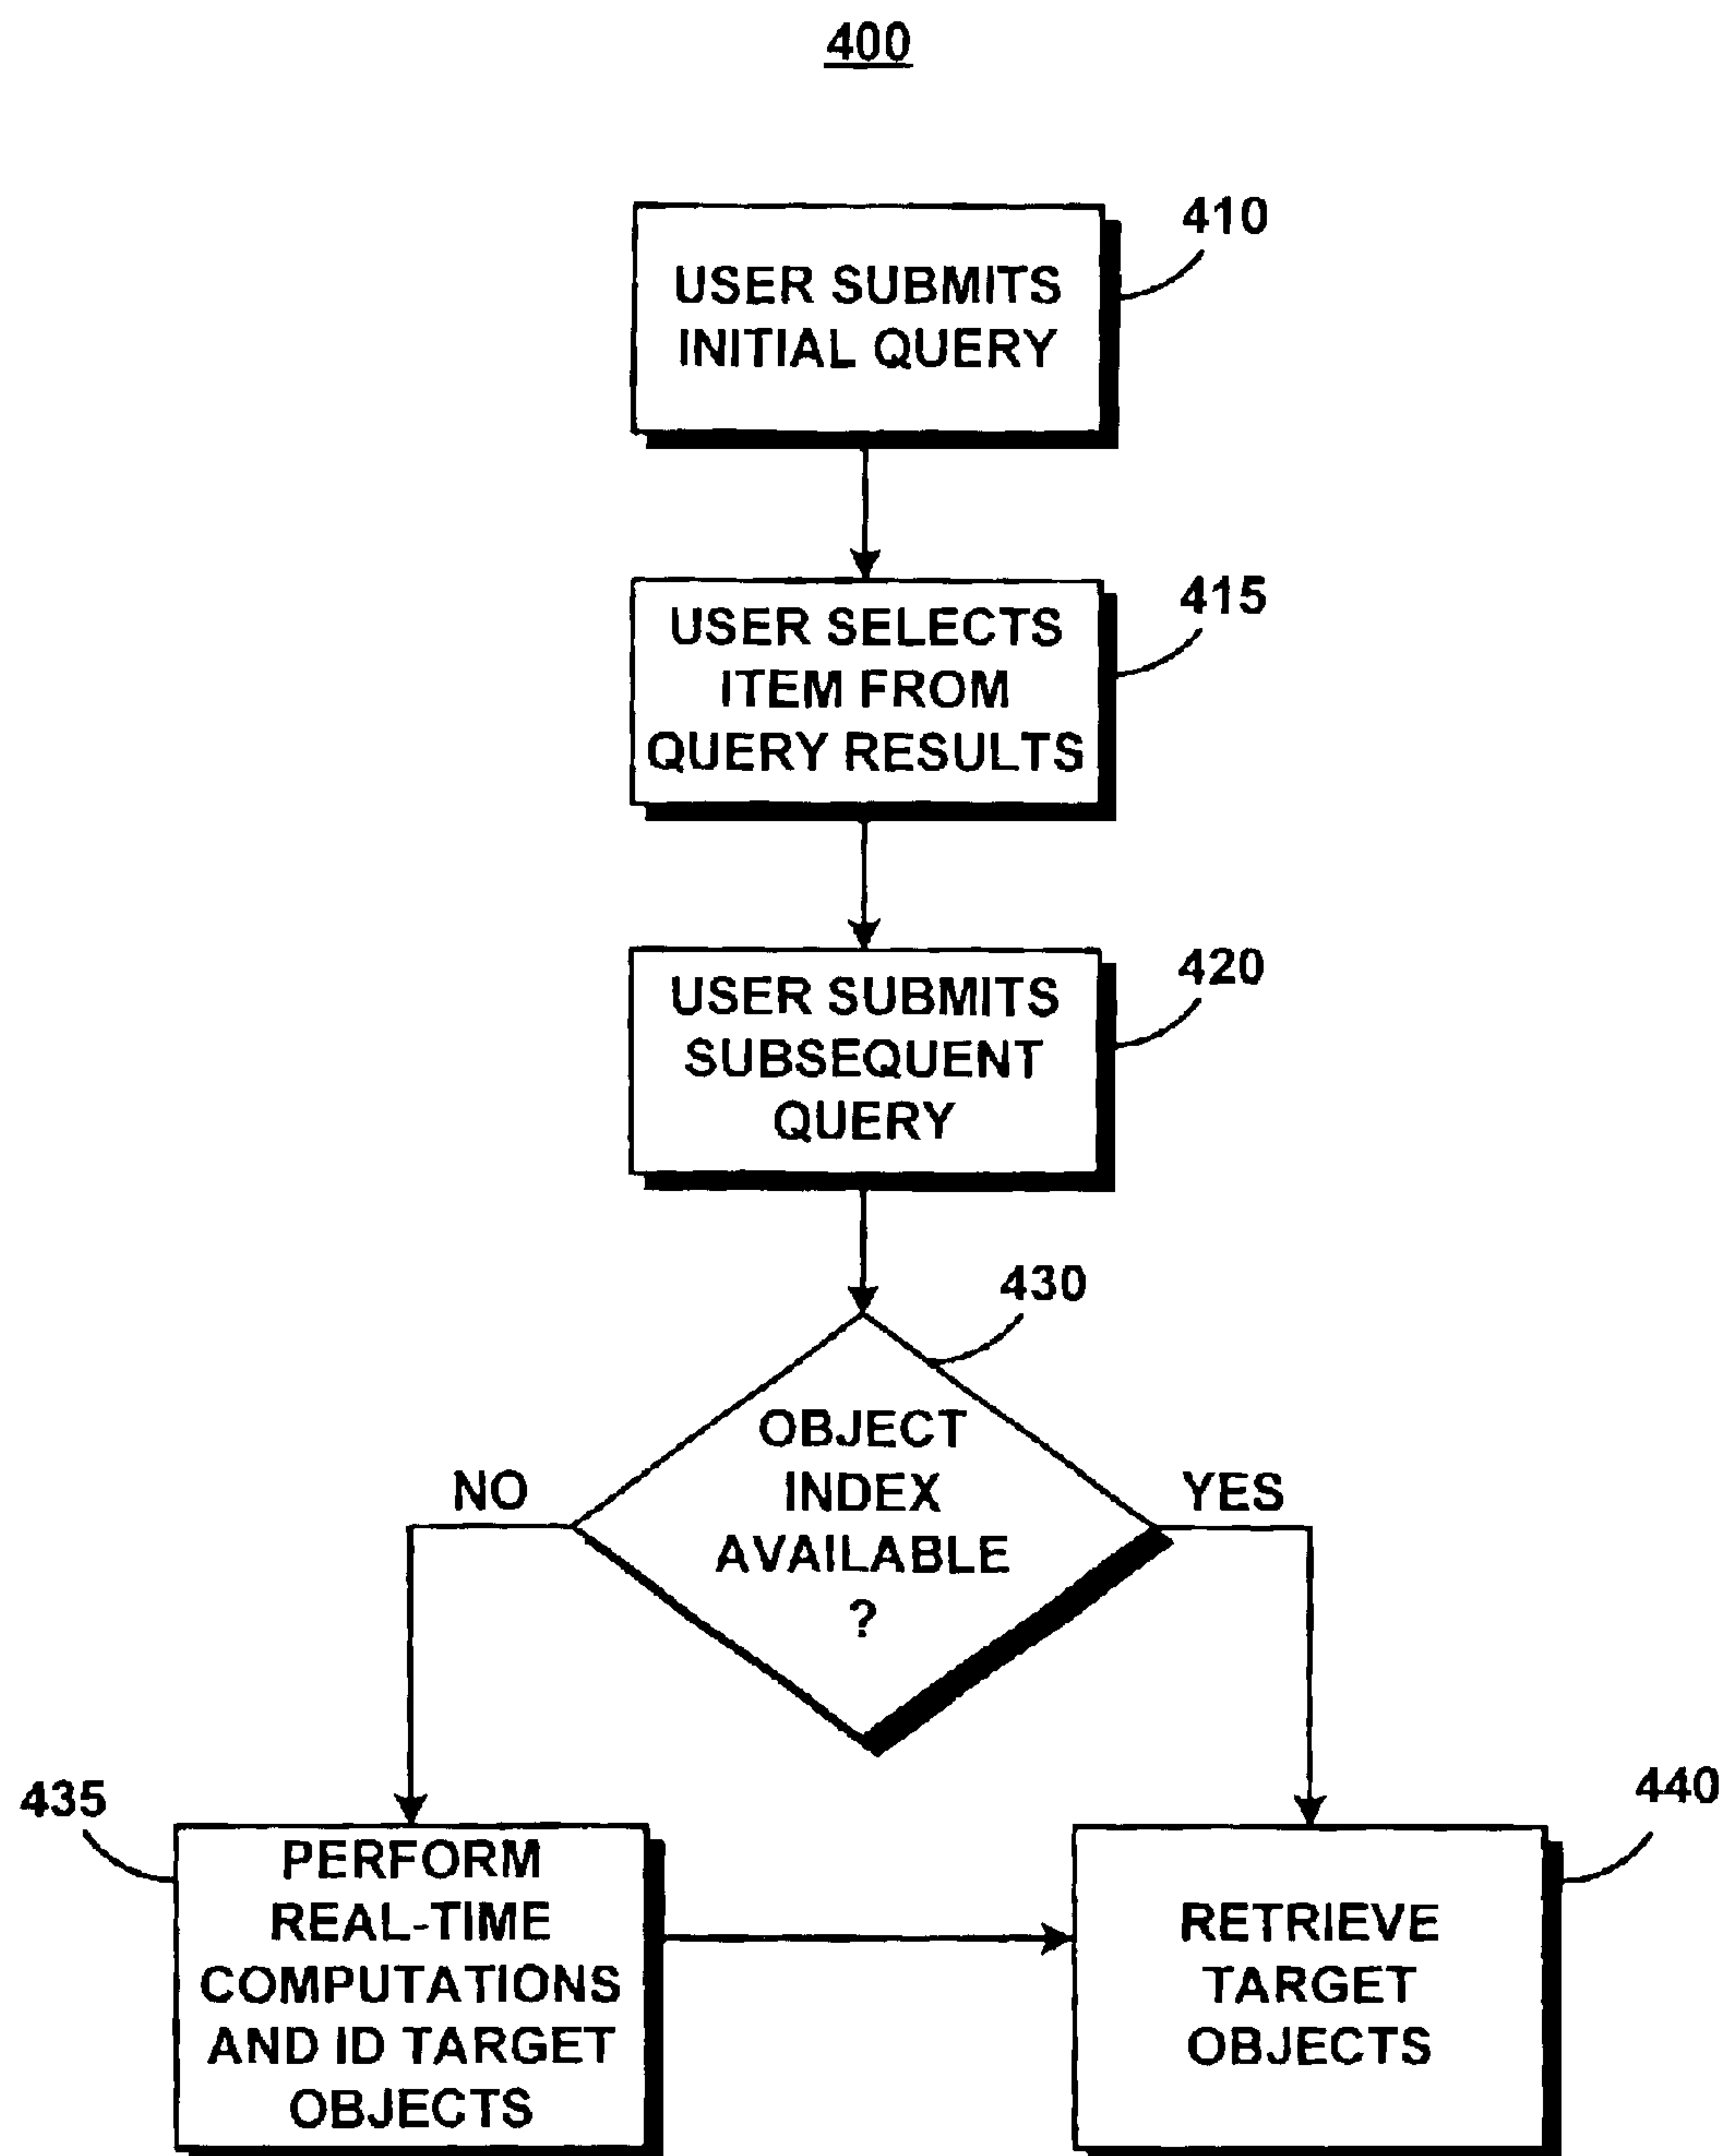 400
410
USER SUBMITS
INITIAL QUERY
415
USER SELECTS
ITEM FROM
QUERY RESULTS
420
USER SUBMITS
SUBSEQUENT
QUERY
430
OBJECT
INDEX
AVAILABLE
?
NO
YES
435
PERFORM
REAL-TIME
COMPUTATIONS
AND ID TARGET
OBJECTS
440
RETRIEVE
TARGET
OBJECTS